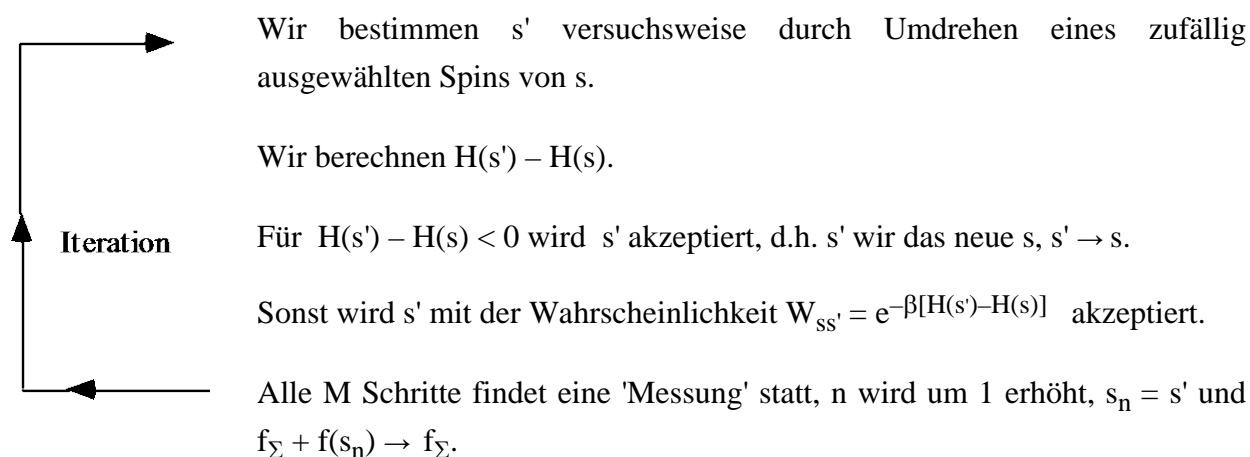 Wir bestimmen s' versuchsweise durch Umdrehen eines zufällig
ausgewählten Spins von s.
Wir berechnen H(s') – H(s).
Iteration
Für H(s') – H(s) < 0 wird s' akzeptiert, d.h. s' wir das neue s, s' → s.
Sonst wird s' mit der Wahrscheinlichkeit W_ss' = e^–β[H(s')–H(s)] akzeptiert.
Alle M Schritte findet eine 'Messung' statt, n wird um 1 erhöht, s_n = s' und
f_Σ + f(s_n) → f_Σ.